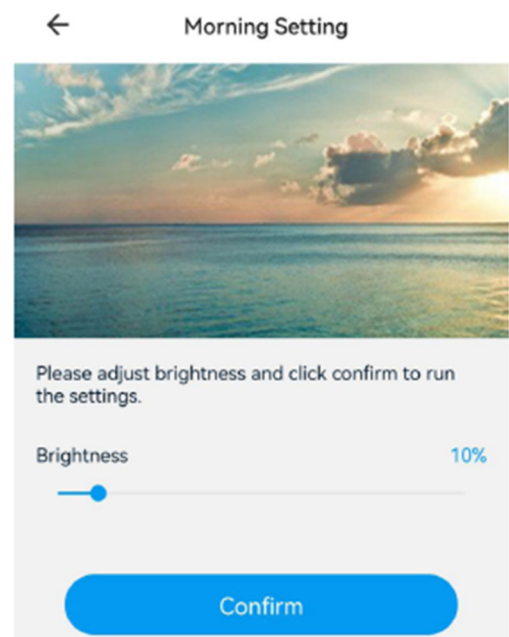 Morning Setting
Please adjust brightness and click confirm to run
the settings.
Brightness 10%
Confirm